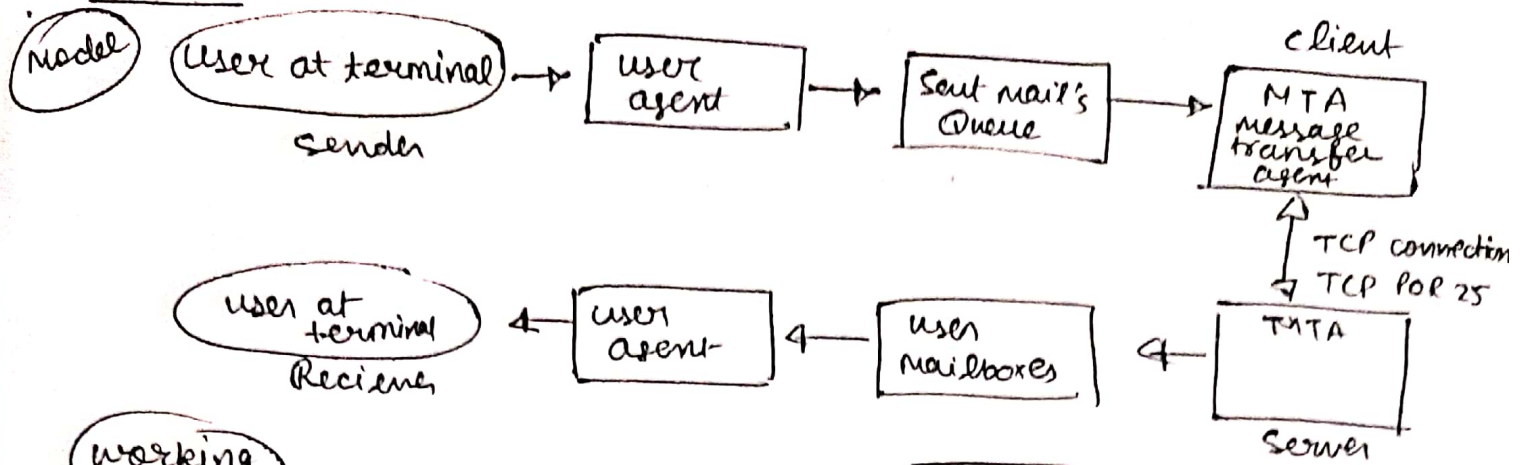 Model
User at terminal
sender
user
agent
Sent mail's
Queue
client
MTA
message
transfer
agent
TCP connection
TCP POR 25
user at
terminal
Reciever
user
agent
user
mailboxes
MTA
server
working